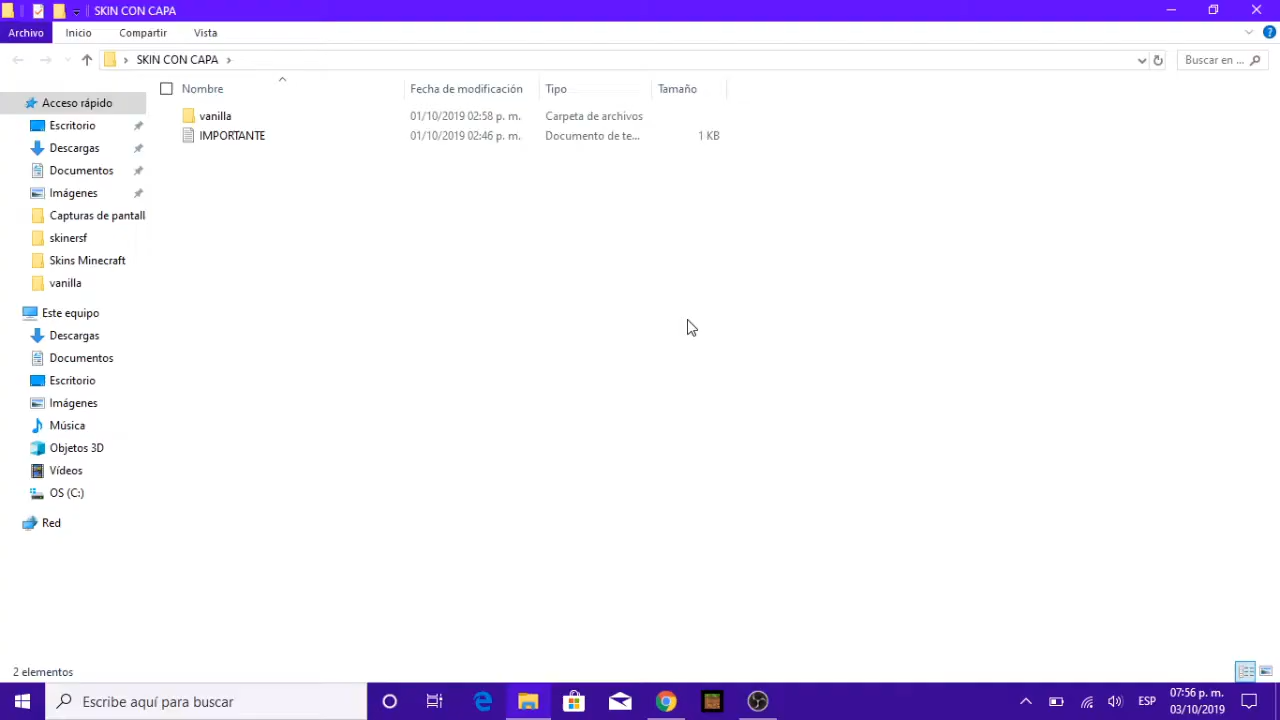 SKIN CON CAPA
Archivo Inicio Compartir Vista
SKIN CON CAPA Buscar en ...
Nombre Fecha de modificación Tipo Tamaño
Acceso rápido
vanilla 01/10/2019 02:58 p. m. Carpeta de archivos
IMPORTANTE 01/10/2019 02:46 p. m. Documento de te... 1 KB
Escritorio
Descargas
Documentos
Imágenes
Capturas de pantall
skinersf
Skins Minecraft
vanilla
Este equipo
Descargas
Documentos
Escritorio
Imágenes
Música
Objetos 3D
Vídeos
OS (C:)
Red
2 elementos
Escribe aquí para buscar
ESP
07:56 p. m.
03/10/2019